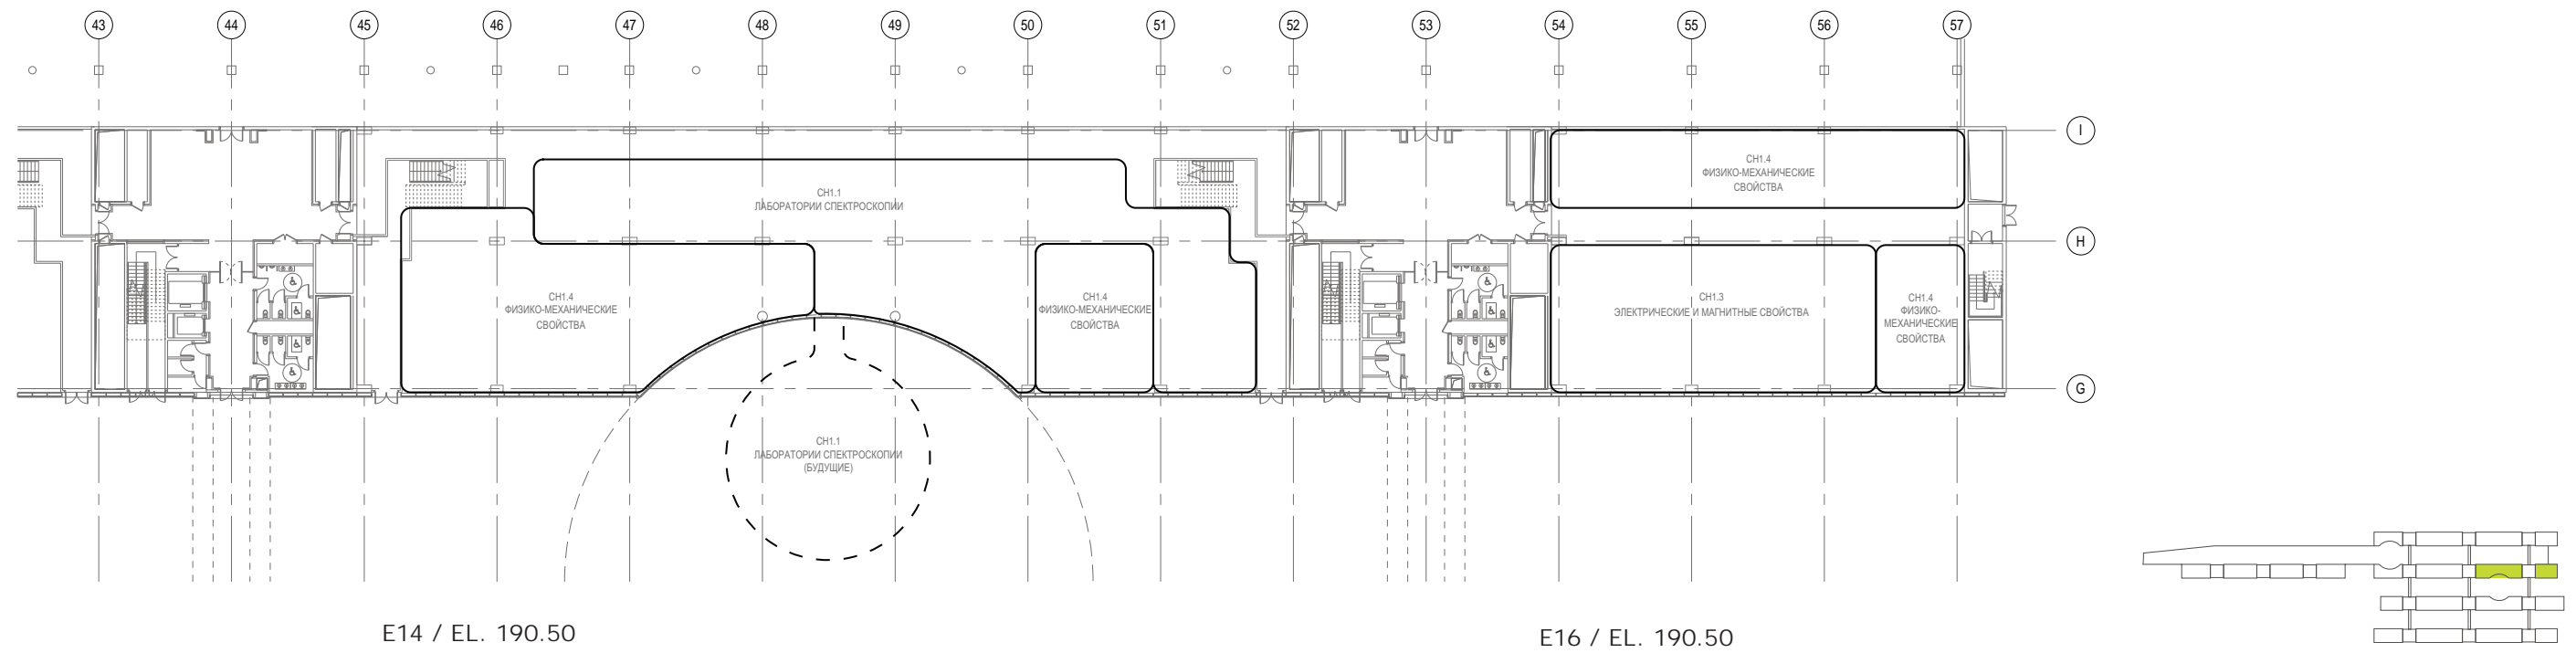 43 44 45 46 47 48 49 50 51 52 53 54 55 56 57
I
CH1.4
ФИЗИКО-МЕХАНИЧЕСКИЕ
СВОЙСТВА
CH1.1
ЛАБОРАТОРИИ СПЕКТРОСКОПИИ
H
CH1.4
ФИЗИКО-МЕХАНИЧЕСКИЕ
СВОЙСТВА
CH1.4
ФИЗИКО-МЕХАНИЧЕСКИЕ
СВОЙСТВА
CH1.3
ЭЛЕКТРИЧЕСКИЕ И МАГНИТНЫЕ СВОЙСТВА
CH1.4
ФИЗИКО-
МЕХАНИЧЕСКИЕ
СВОЙСТВА
G
CH1.1
ЛАБОРАТОРИИ СПЕКТРОСКОПИИ
(БУДУЩИЕ)
E14 / EL. 190.50
E16 / EL. 190.50